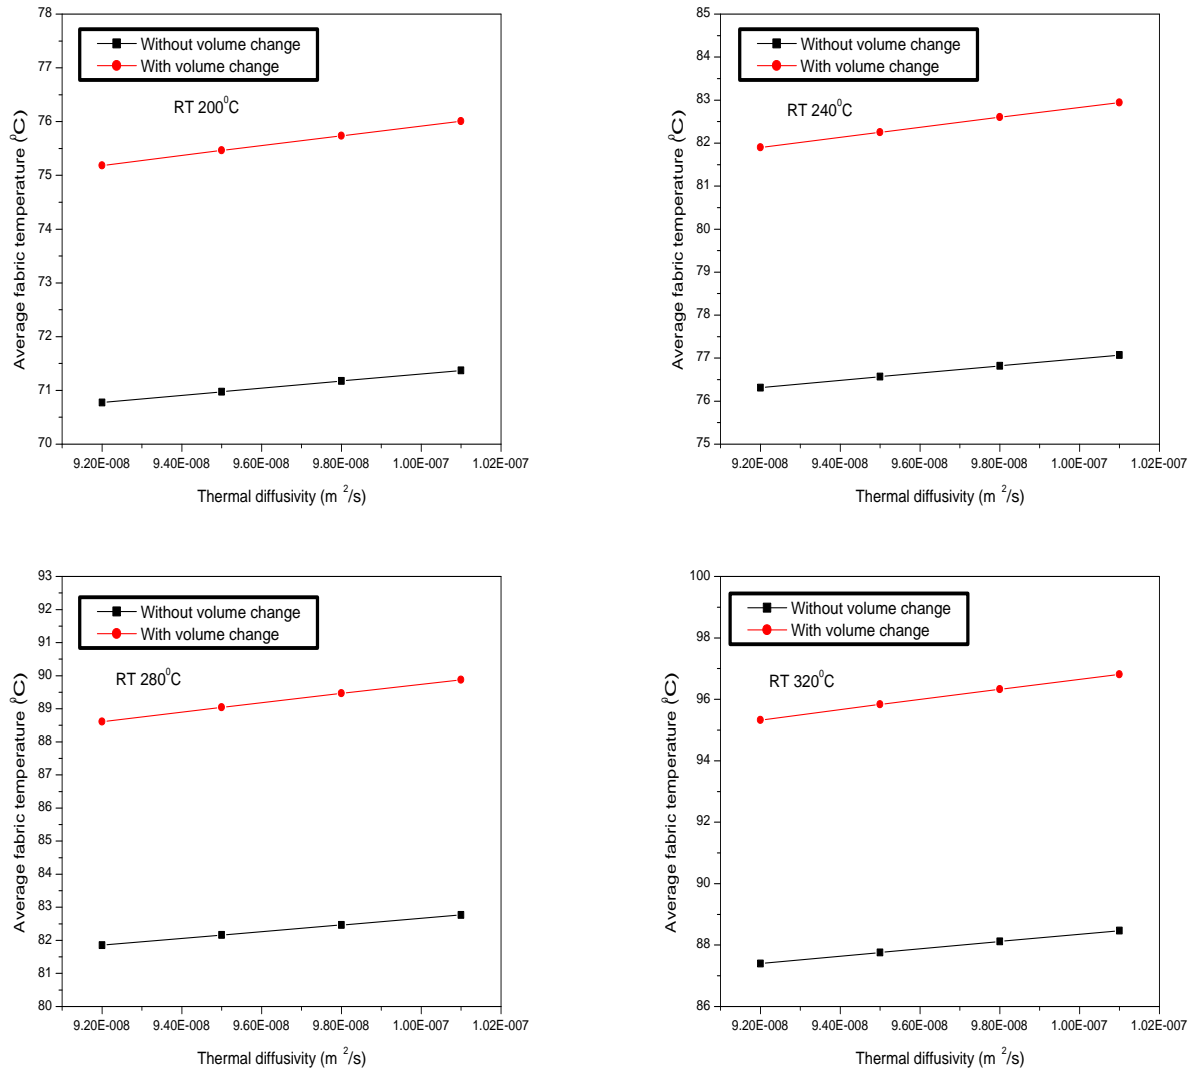 78
77
76
75
74
73
72
71
70
Without volume change
With volume change
RT 200⁰C
Average fabric temperature (⁰C)
9.20E-008 9.40E-008 9.60E-008 9.80E-008 1.00E-007 1.02E-007
Thermal diffusivity (m ²/s)
85
84
83
82
81
80
79
78
77
76
75
Without volume change
With volume change
RT 240⁰C
Average fabric temperature (⁰C)
9.20E-008 9.40E-008 9.60E-008 9.80E-008 1.00E-007 1.02E-007
Thermal diffusivity (m ²/s)
93
92
91
90
89
88
87
86
85
84
83
82
81
80
Without volume change
With volume change
RT 280⁰C
Average fabric temperature (⁰C)
9.20E-008 9.40E-008 9.60E-008 9.80E-008 1.00E-007 1.02E-007
Thermal diffusivity (m ²/s)
100
98
96
94
92
90
88
86
Without volume change
With volume change
RT 320⁰C
Average fabric temperature (⁰C)
9.20E-008 9.40E-008 9.60E-008 9.80E-008 1.00E-007 1.02E-007
Thermal diffusivity (m ²/s)